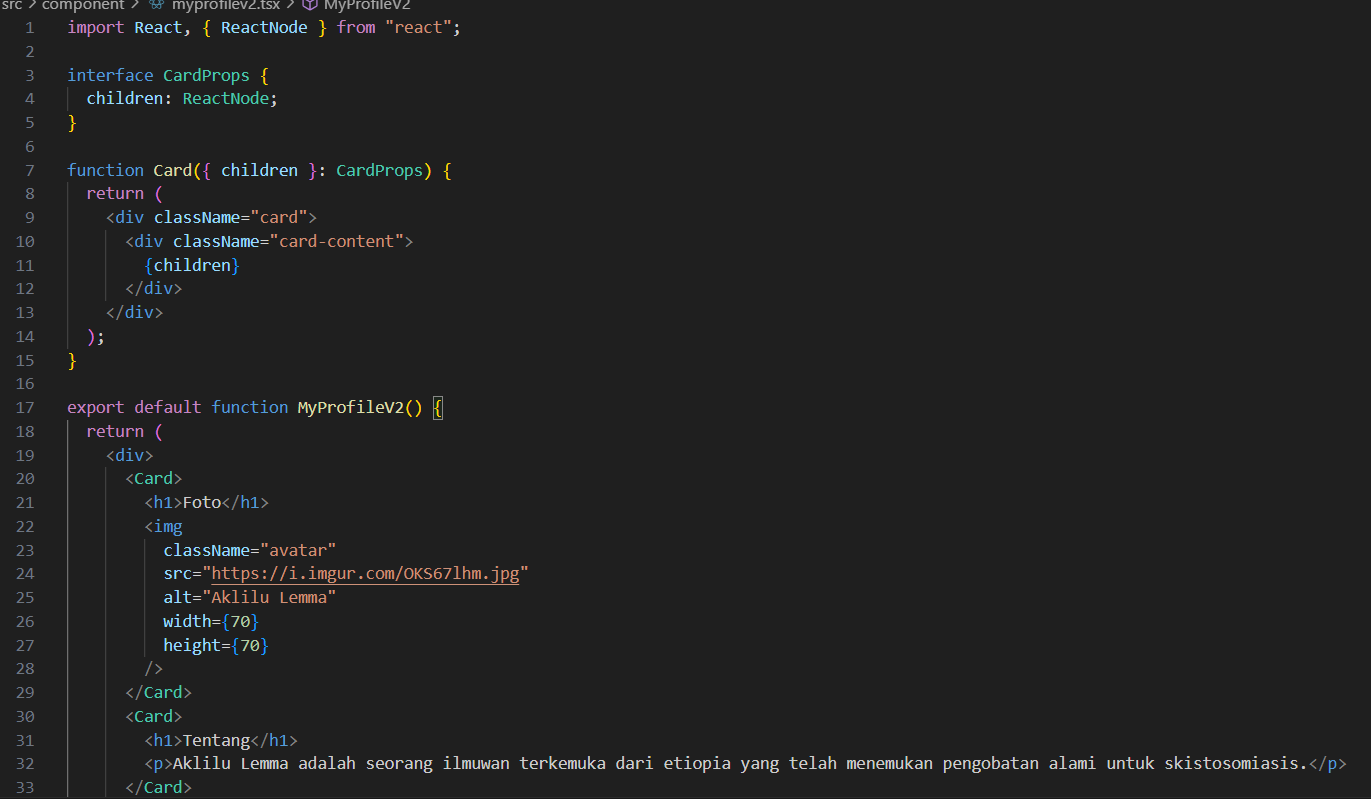 src > component > myprofilev2.tsx > MyProfileV2
1 import React, { ReactNode } from "react";
2
3 interface CardProps {
4   children: ReactNode;
5 }
6
7 function Card({ children }: CardProps) {
8   return (
9     <div className="card">
10       <div className="card-content">
11         {children}
12       </div>
13     </div>
14   );
15 }
16
17 export default function MyProfileV2() {
18   return (
19     <div>
20       <Card>
21         <h1>Foto</h1>
22         <img
23           className="avatar"
24           src="https://i.imgur.com/OKS67lhm.jpg"
25           alt="Aklilu Lemma"
26           width={70}
27           height={70}
28         />
29       </Card>
30       <Card>
31         <h1>Tentang</h1>
32         <p>Aklilu Lemma adalah seorang ilmuwan terkemuka dari etiopia yang telah menemukan pengobatan alami untuk skistosomiasis.</p>
33       </Card>